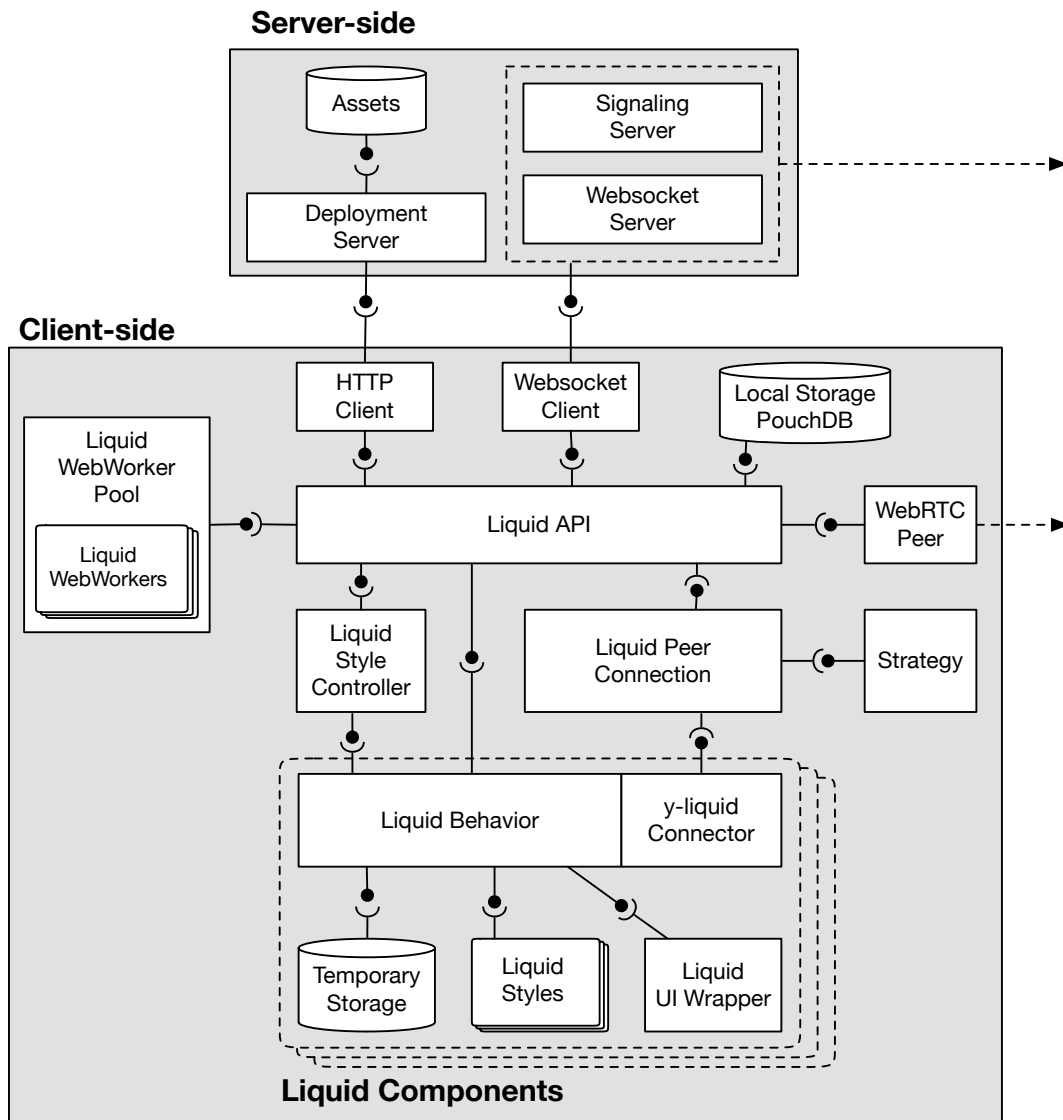 Server-side
Assets
Signaling
Server
Deployment
Server
Websocket
Server
Client-side
HTTP
Client
Websocket
Client
Local Storage
PouchDB
Liquid
WebWorker
Pool
Liquid
WebWorkers
Liquid API
WebRTC
Peer
Liquid
Style
Controller
Liquid Peer
Connection
Strategy
Liquid Behavior
y-liquid
Connector
Temporary
Storage
Liquid
Styles
Liquid
UI Wrapper
Liquid Components